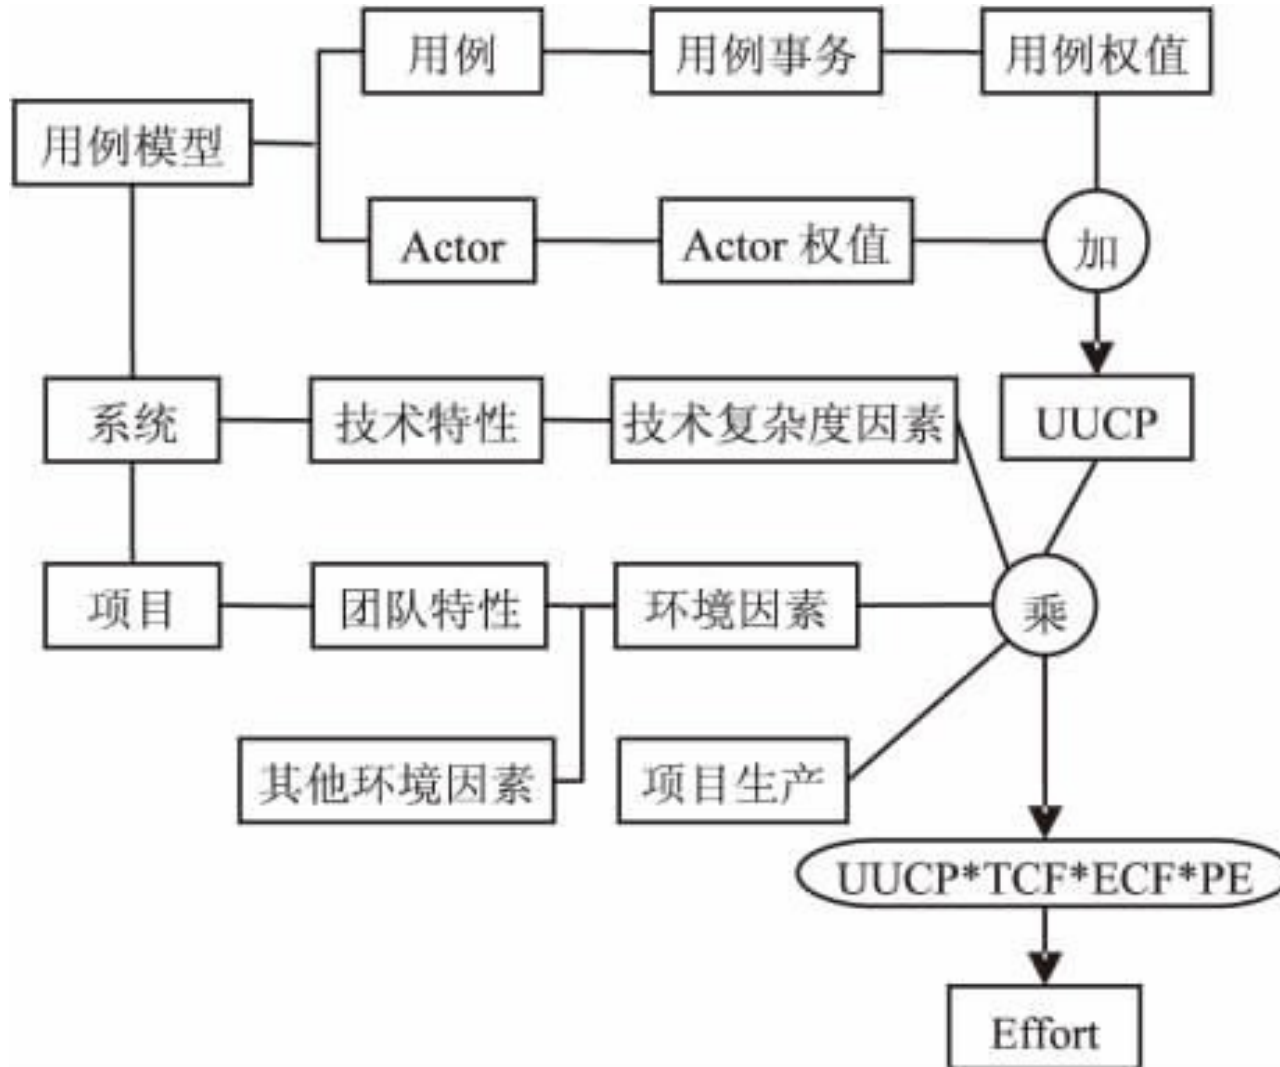 用例
用例事务
用例权值
用例模型
Actor
Actor 权值
加
系统
技术特性
技术复杂度因素
UUCP
项目
团队特性
环境因素
乘
其他环境因素
项目生产
UUCP*TCF*ECF*PE
Effort